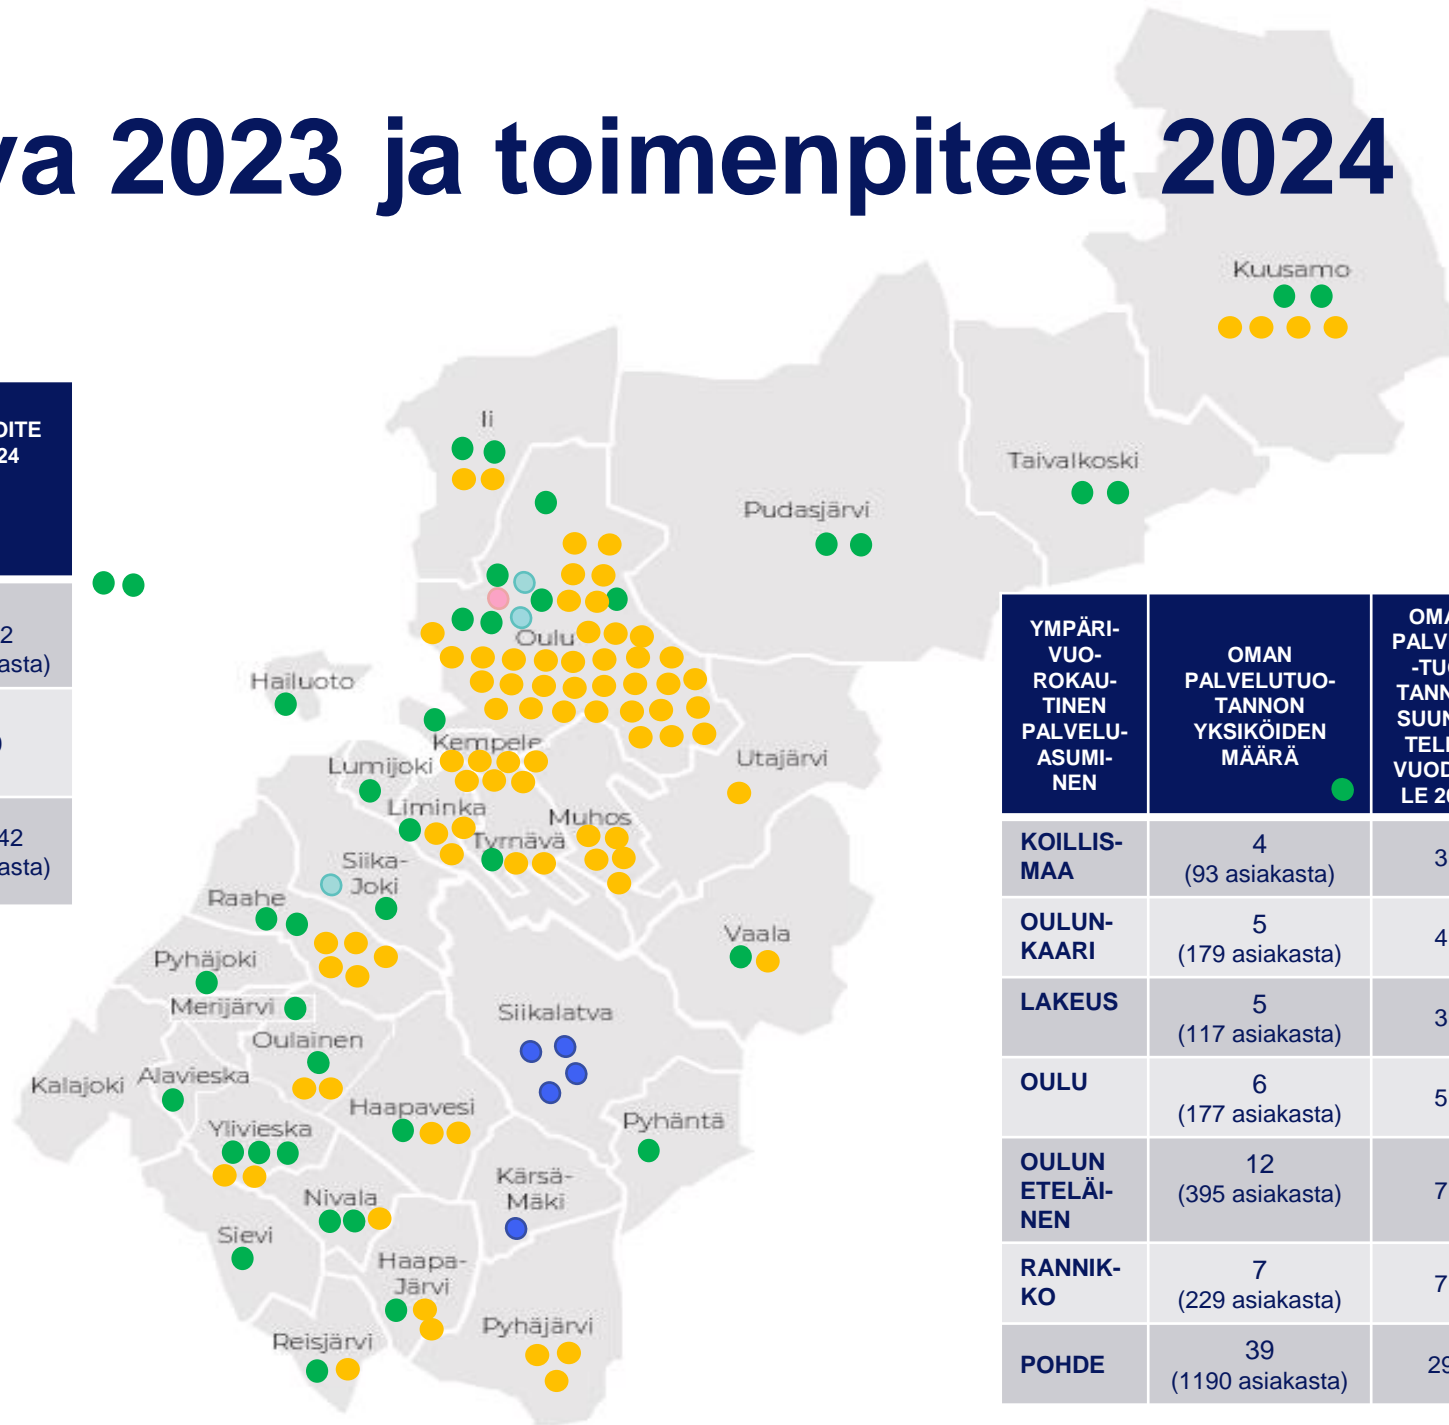 va 2023 ja toimenpiteet 2024
Kuusamo
Ii
Taivalkoski
Pudasjärvi
OITE
24
2
asta)
)
42
asta)
Oulu
Hailuoto
Kempele
Lumijoki
Utajärvi
Liminka
Muhos
Tyrnävä
Siika-
Joki
Raahe
Vaala
Pyhäjoki
Merijärvi
Siikalatva
Oulainen
Kalajoki
Alavieska
Haapavesi
Ylivieska
Pyhäntä
Kärsä-
Mäki
Nivala
Sievi
Haapa-
Järvi
Pyhäjärvi
Reisjärvi
YMPÄRI-
VUO-
ROKAU-
TINEN
PALVELU-
ASUMI-
NEN
OMAN
PALVELUTUO-
TANNON
YKSIKÖIDEN
MÄÄRÄ
OMA
PALV
-TUO
TANN
SUUN
TEL
VUOD
LE 20
KOILLIS-
MAA
4
(93 asiakasta)
3
OULUN-
KAARI
5
(179 asiakasta)
4
LAKEUS
5
(117 asiakasta)
3
OULU
6
(177 asiakasta)
5
OULUN
ETELÄI-
NEN
12
(395 asiakasta)
7
RANNIK-
KO
7
(229 asiakasta)
7
POHDE
39
(1190 asiakasta)
29